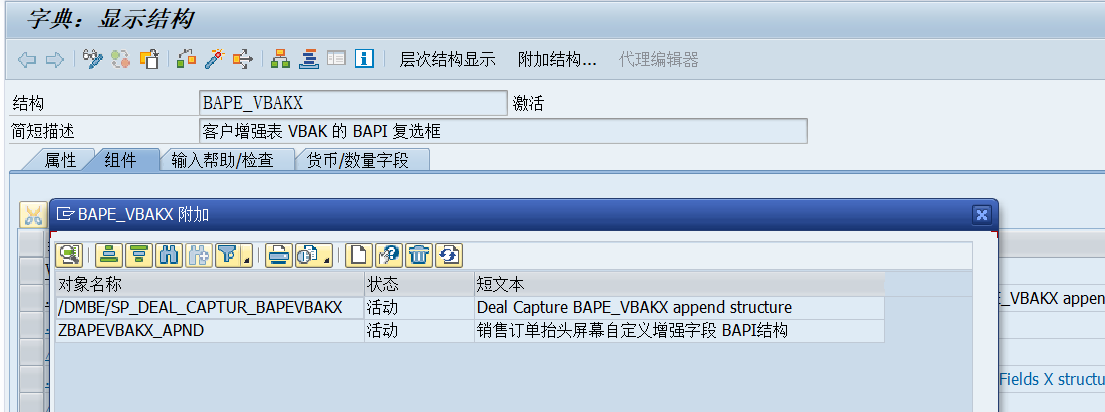 字典：显示结构
层次结构显示 附加结构... 代理编辑器
结构 BAPE_VBAKX 激活
简短描述 客户增强表 VBAK 的 BAPI 复选框
属性 组件 输入帮助/检查 货币/数量字段
BAPE_VBAKX 附加
对象名称 状态 短文本
/DMBE/SP_DEAL_CAPTUR_BAPEVBAKX 活动 Deal Capture BAPE_VBAKX append structure
ZBAPEVBAKX_APND 活动 销售订单抬头屏幕自定义增强字段 BAPI结构
_VBAKX appen
Fields X structu